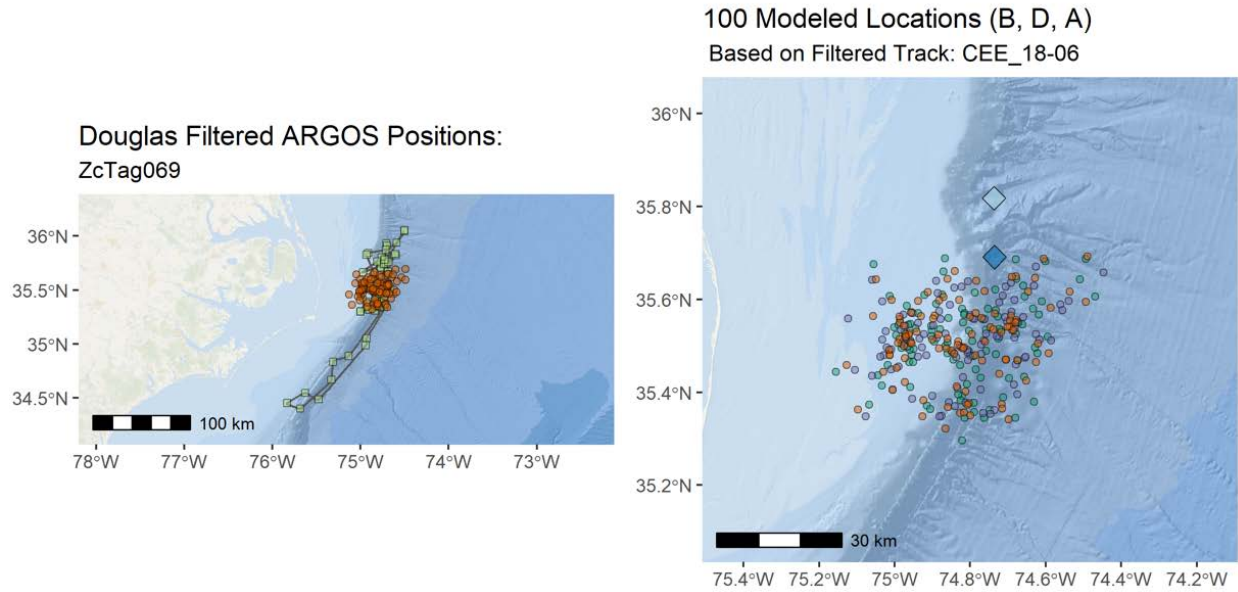 Douglas Filtered ARGOS Positions:
ZcTag069
36°N
35.5°N
35°N
34.5°N
100 km
78°W 77°W 76°W 75°W 74°W 73°W
100 Modeled Locations (B, D, A)
Based on Filtered Track: CEE_18-06
36°N
35.8°N
35.6°N
35.4°N
35.2°N
30 km
75.4°W 75.2°W 75°W 74.8°W 74.6°W 74.4°W 74.2°W